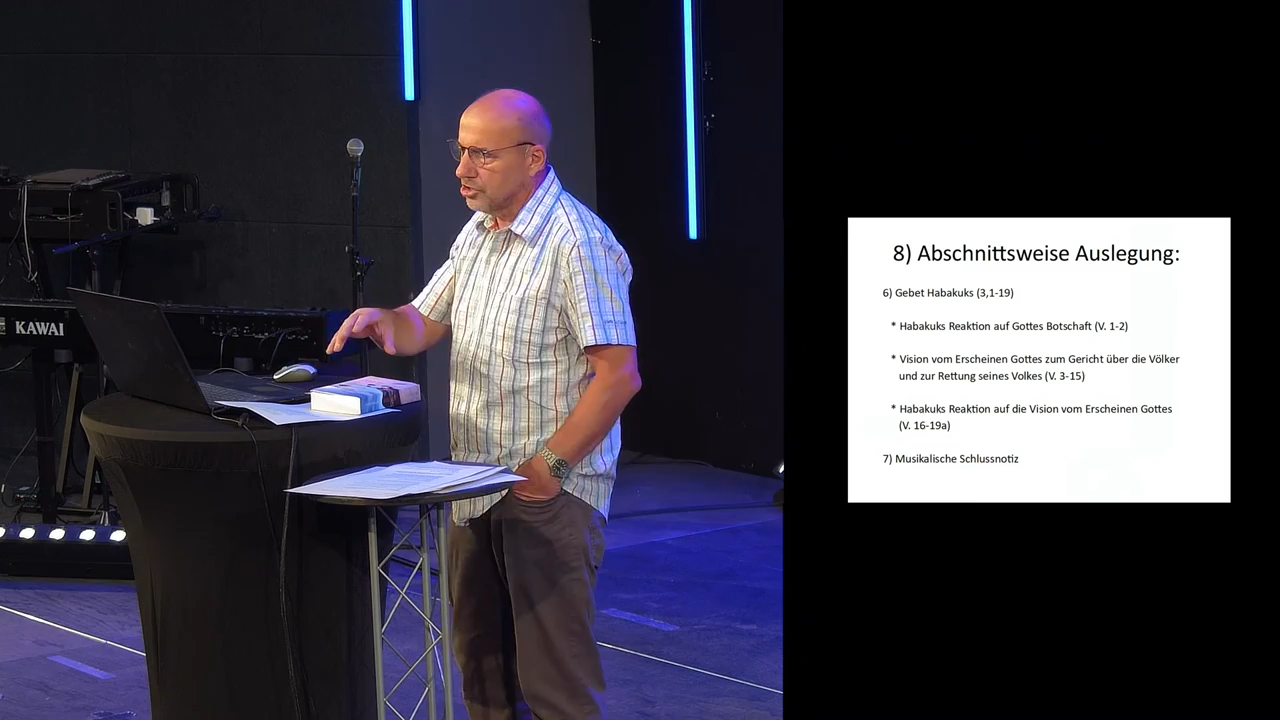 KAWAI
8) Abschnittsweise Auslegung:
6) Gebet Habakuks (3,1-19)
* Habakuks Reaktion auf Gottes Botschaft (V. 1-2)
* Vision vom Erscheinen Gottes zum Gericht über die Völker
und zur Rettung seines Volkes (V. 3-15)
* Habakuks Reaktion auf die Vision vom Erscheinen Gottes
(V. 16-19a)
7) Musikalische Schlussnotiz